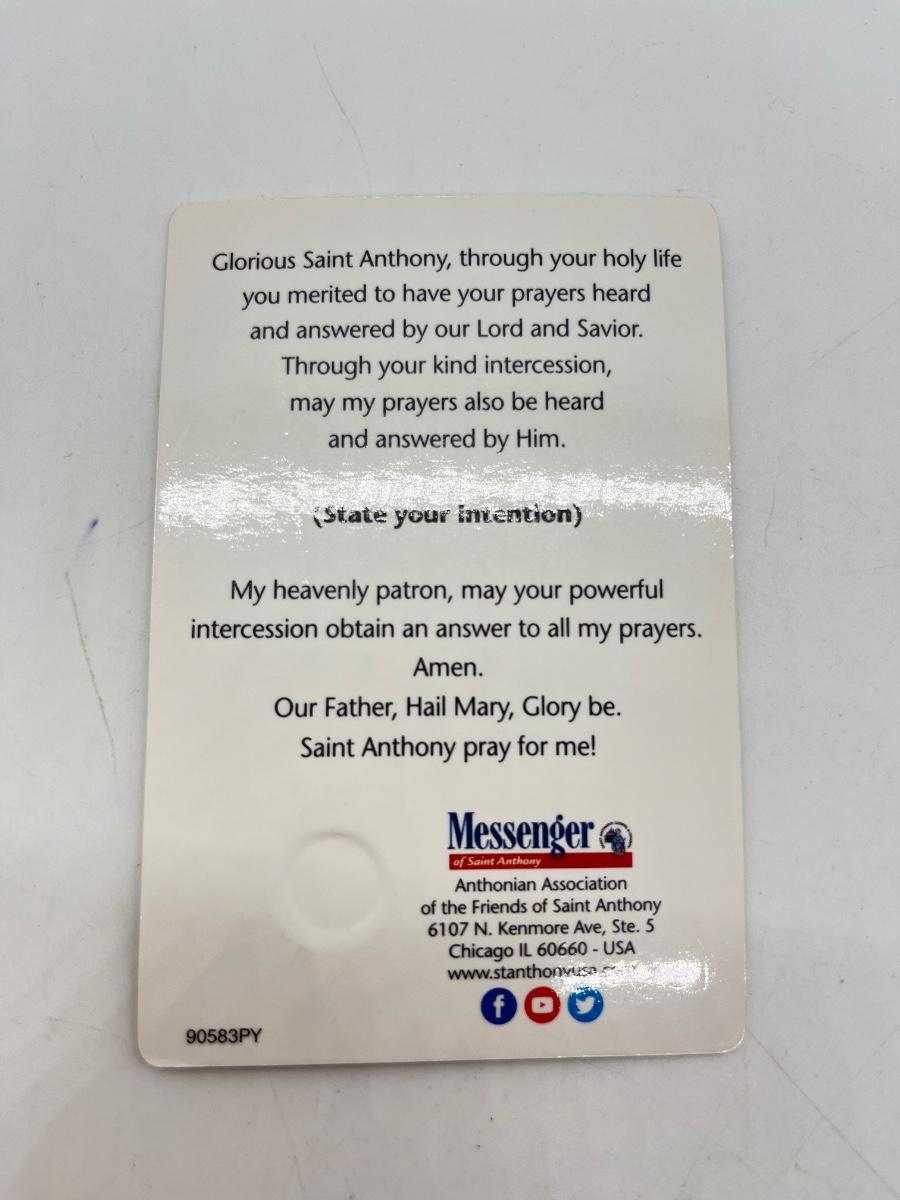 Glorious Saint Anthony, through your holy life
you merited to have your prayers heard
and answered by our Lord and Savior.
Through your kind intercession,
may my prayers also be heard
and answered by Him.
(State your intention)
My heavenly patron, may your powerful
intercession obtain an answer to all my prayers.
Amen.
Our Father, Hail Mary, Glory be.
Saint Anthony pray for me!
Messenger
of Saint Anthony
Anthonian Association
of the Friends of Saint Anthony
6107 N. Kenmore Ave, Ste. 5
Chicago IL 60660 - USA
90583PY